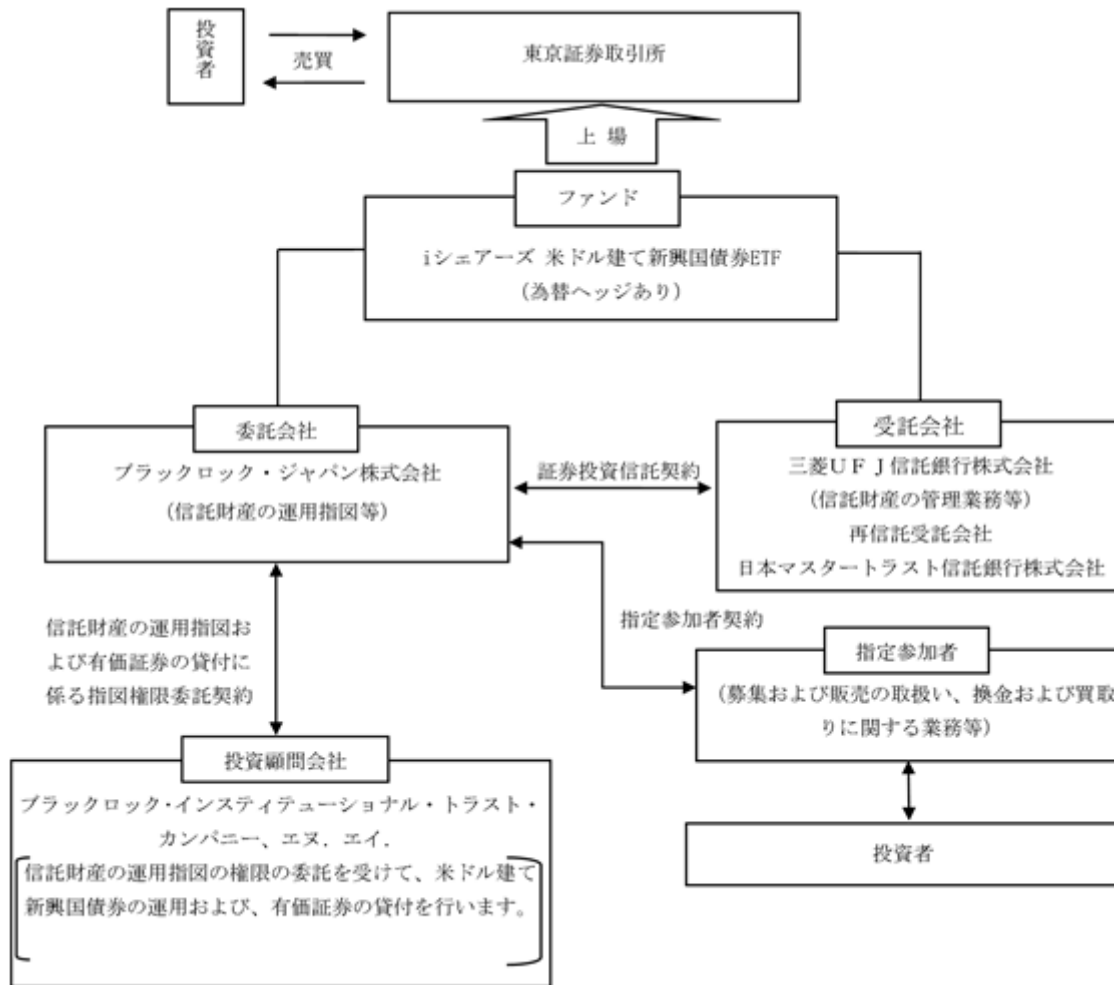 投資者
売買
東京証券取引所
上 場
ファンド
iシェアーズ 米ドル建て新興国債券ETF
(為替ヘッジあり)
委託会社
ブラックロック・ジャパン株式会社
(信託財産の運用指図等)
証券投資信託契約
受託会社
三菱UFJ信託銀行株式会社
(信託財産の管理業務等)
再信託受託会社
日本マスタートラスト信託銀行株式会社
信託財産の運用指図お
よび有価証券の貸付に
係る指図権限委託契約
指定参加者契約
指定参加者
(募集および販売の取扱い、換金および買取
りに関する業務等)
投資顧問会社
ブラックロック・インスティテューショナル・トラスト・
カンパニー、エヌ.エイ.
信託財産の運用指図の権限の委託を受けて、米ドル建て
新興国債券の運用および、有価証券の貸付を行います。
投資者